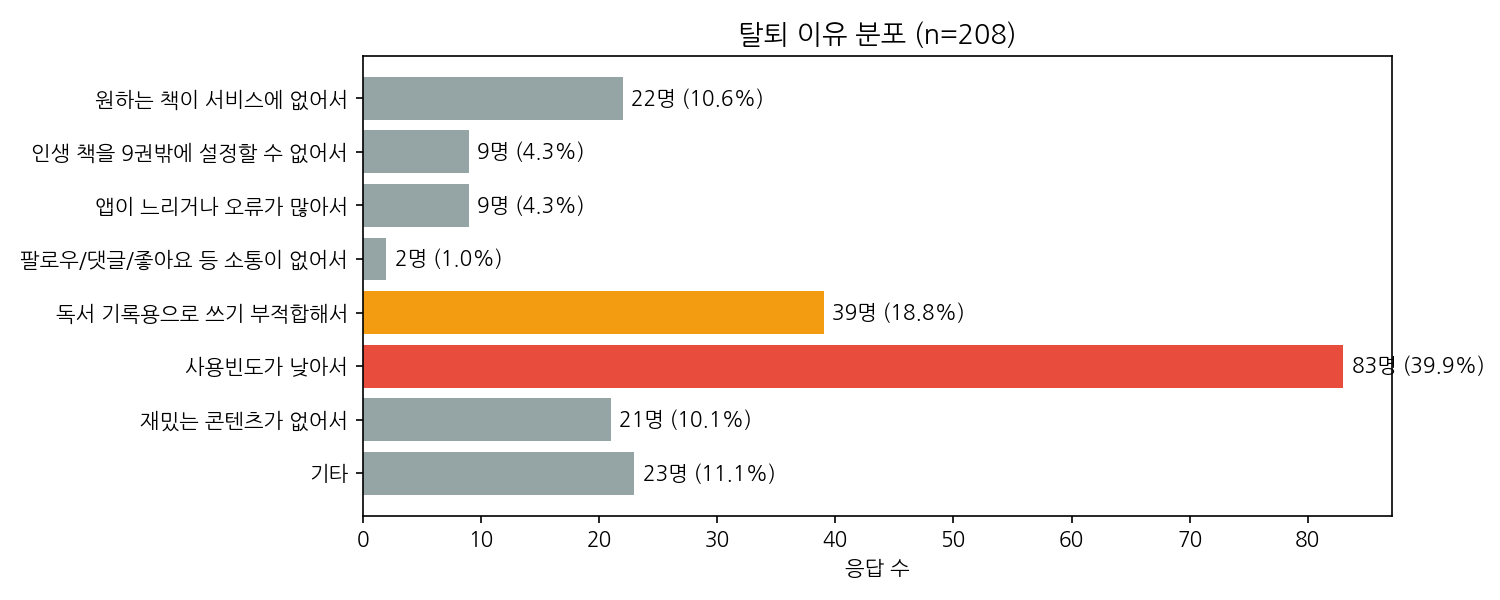 탈퇴 이유 분포 (n=208)
원하는 책이 서비스에 없어서 22명 (10.6%)
인생 책을 9권밖에 설정할 수 없어서 9명 (4.3%)
앱이 느리거나 오류가 많아서 9명 (4.3%)
팔로우/댓글/좋아요 등 소통이 없어서 2명 (1.0%)
독서 기록용으로 쓰기 부적합해서 39명 (18.8%)
사용빈도가 낮아서 83명 (39.9%)
재밌는 콘텐츠가 없어서 21명 (10.1%)
기타 23명 (11.1%)
0 10 20 30 40 50 60 70 80
응답 수